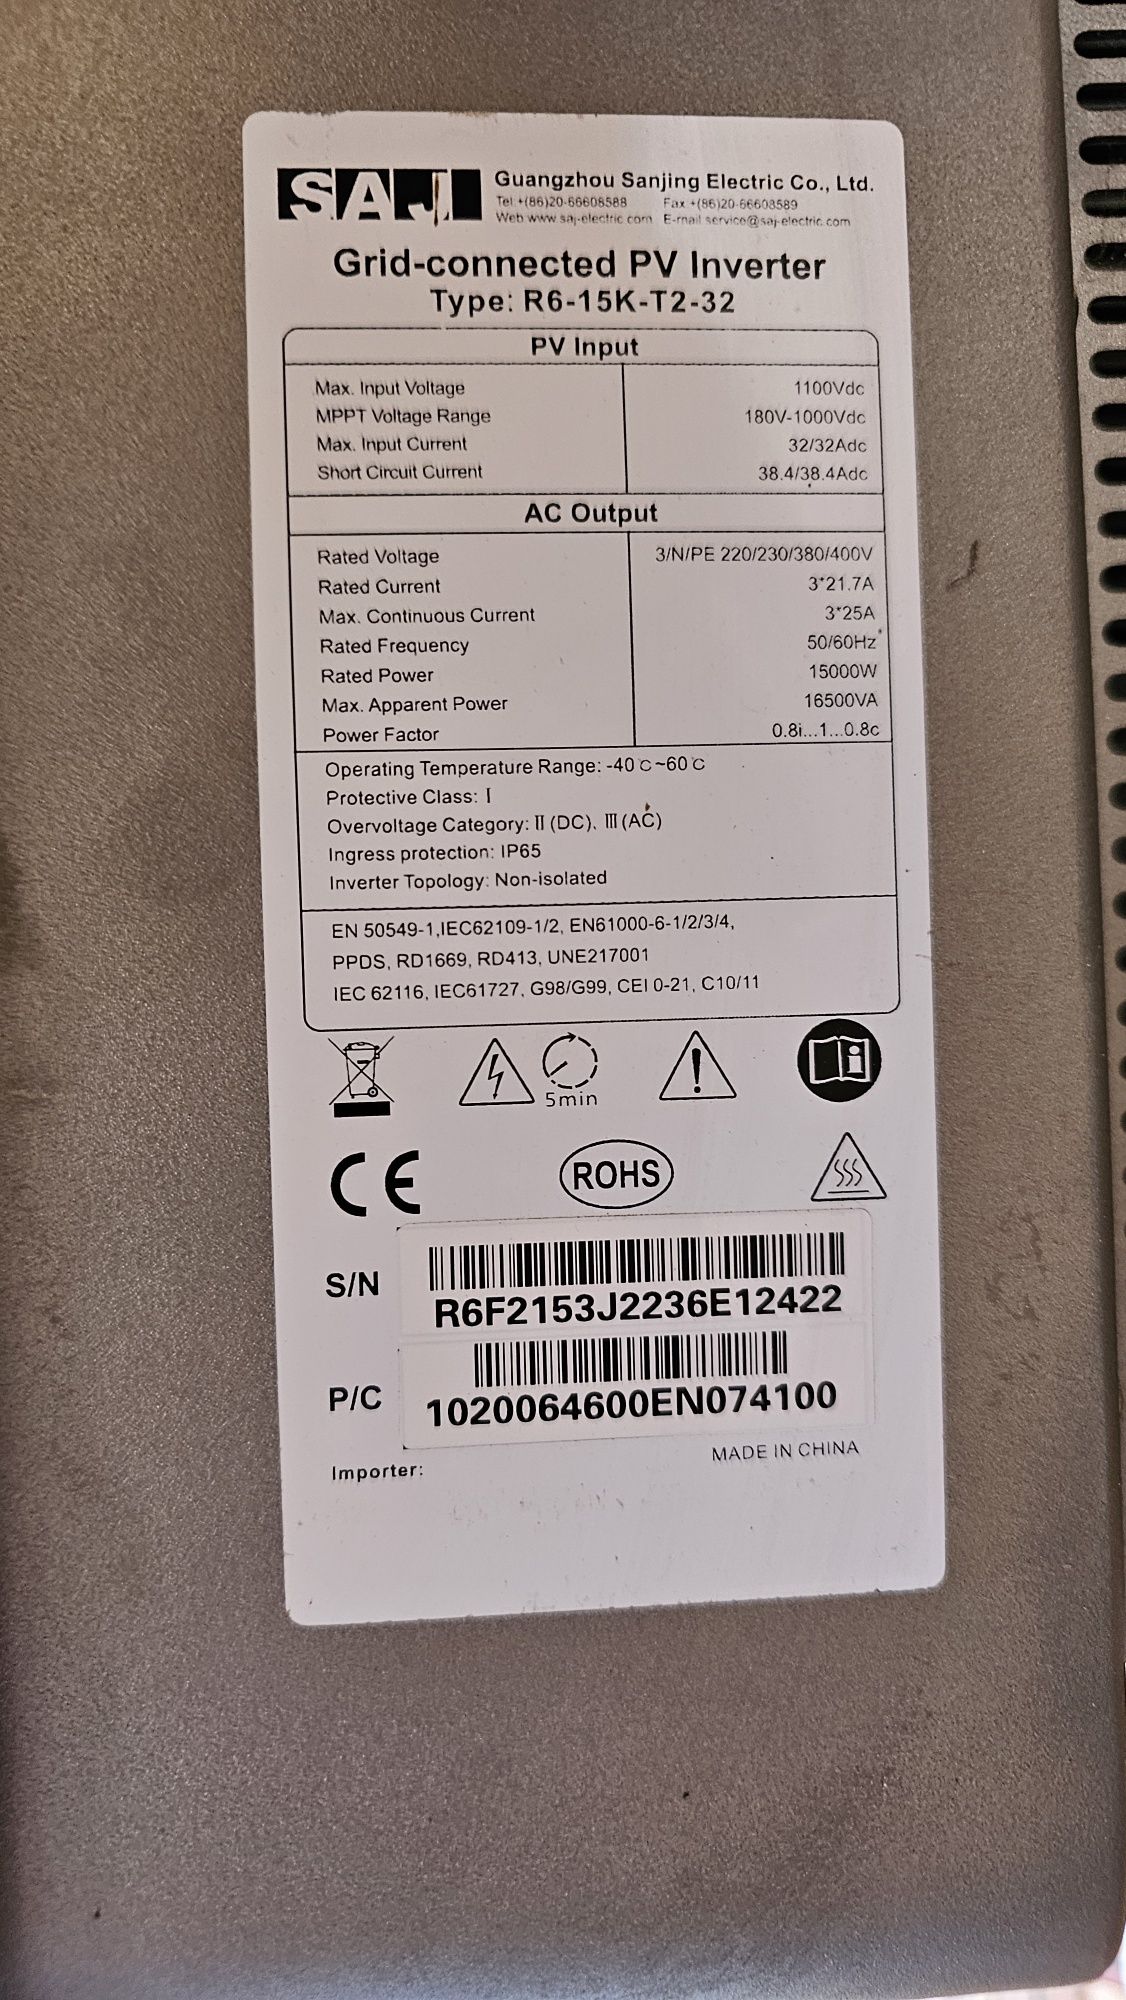 SAJ
Guangzhou Sanjing Electric Co., Ltd.
Tel:+(86)20-66608588 Fax:+(86)20-66608589
Web:www.saj-electric.com E-mail:service@saj-electric.com
Grid-connected PV Inverter
Type: R6-15K-T2-32
PV Input
Max. Input Voltage 1100Vdc
MPPT Voltage Range 180V-1000Vdc
Max. Input Current 32/32Adc
Short Circuit Current 38.4/38.4Adc
AC Output
Rated Voltage 3/N/PE 220/230/380/400V
Rated Current 3*21.7A
Max. Continuous Current 3*25A
Rated Frequency 50/60Hz
Rated Power 15000W
Max. Apparent Power 16500VA
Power Factor 0.8i...1...0.8c
Operating Temperature Range: -40℃~60℃
Protective Class: Ⅰ
Overvoltage Category: Ⅱ (DC)、Ⅲ (AC)
Ingress protection: IP65
Inverter Topology: Non-isolated
EN 50549-1,IEC62109-1/2, EN61000-6-1/2/3/4,
PPDS, RD1669, RD413, UNE217001
IEC 62116, IEC61727, G98/G99, CEI 0-21, C10/11
5min
CE
ROHS
S/N
R6F2153J2236E12422
P/C
1020064600EN074100
MADE IN CHINA
Importer: